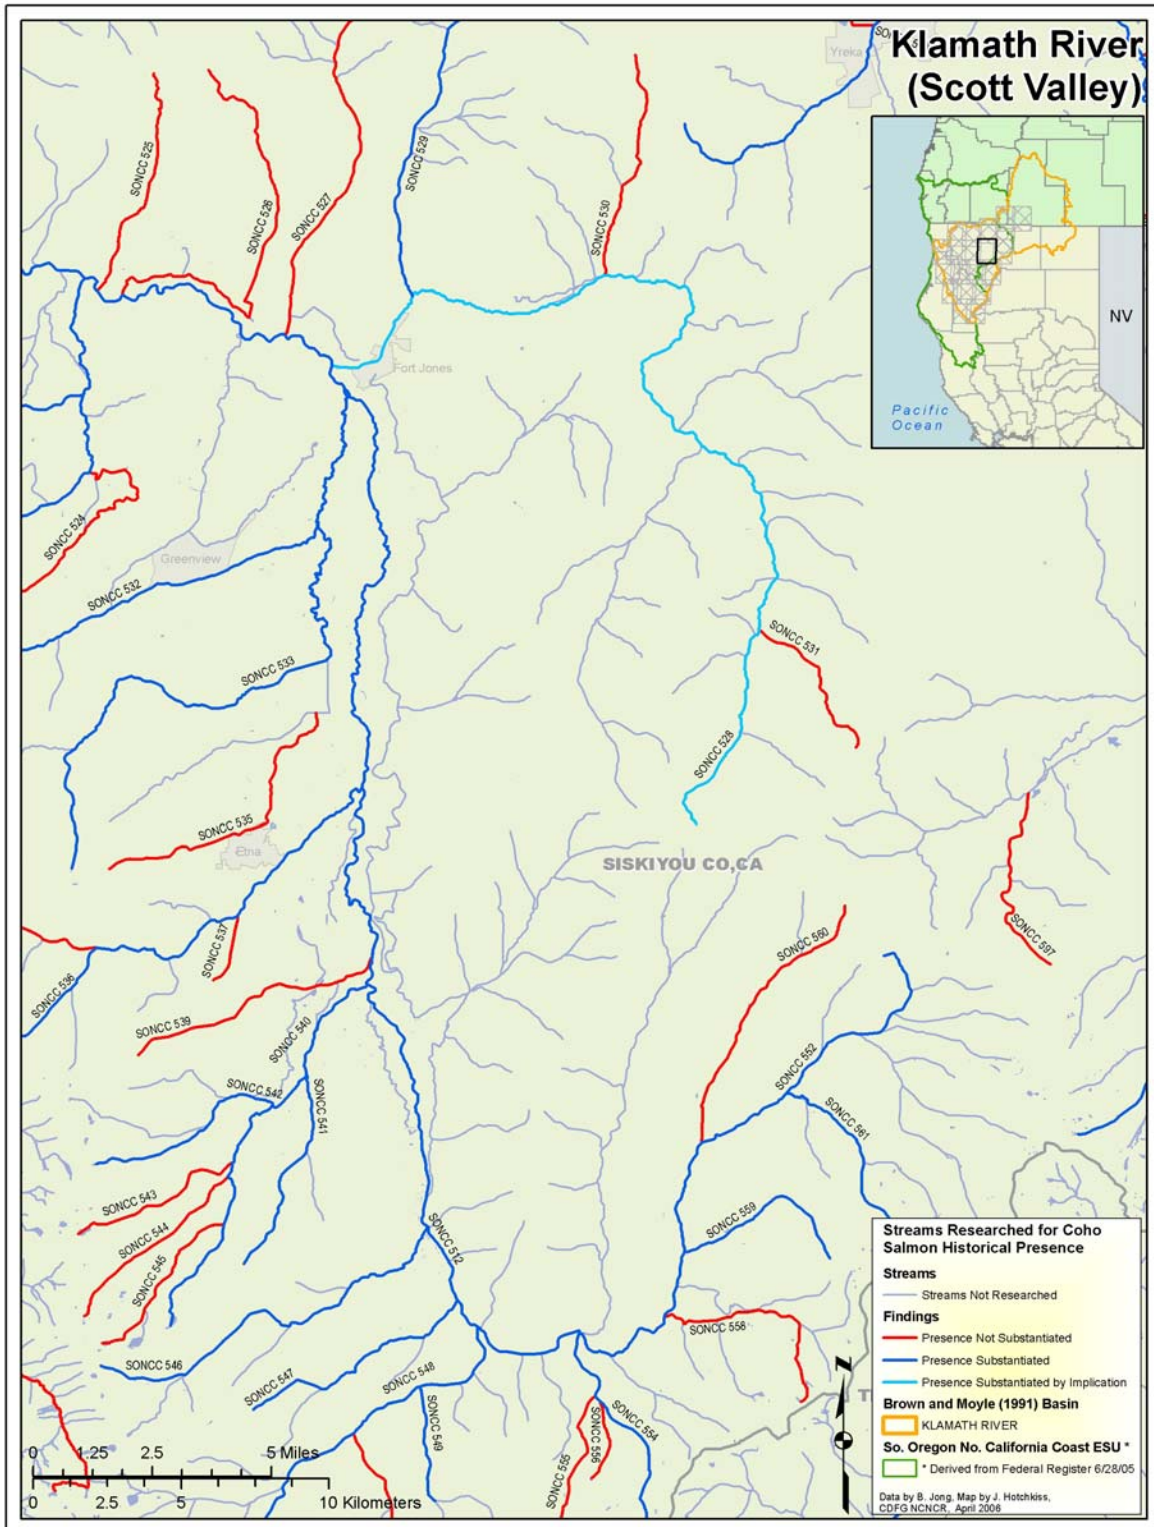 Klamath River
(Scott Valley)
Yreka
NV
Pacific
Ocean
SONCC 525
SONCC 526
SONCC 527
SONCC 529
SONCC 530
Fort Jones
SONCC 524
Greenview
SONCC 532
SONCC 533
SONCC 531
SONCC 528
SONCC 535
Etna
SISKIYOU CO,CA
SONCC 537
SONCC 536
SONCC 539
SONCC 540
SONCC 560
SONCC 597
SONCC 552
SONCC 542
SONCC 541
SONCC 561
SONCC 543
SONCC 544
SONCC 545
SONCC 512
SONCC 559
SONCC 558
SONCC 546
SONCC 547
SONCC 548
SONCC 549
SONCC 554
SONCC 555
SONCC 556
Streams Researched for Coho
Salmon Historical Presence
Streams
Streams Not Researched
Findings
Presence Not Substantiated
Presence Substantiated
Presence Substantiated by Implication
Brown and Moyle (1991) Basin
KLAMATH RIVER
So. Oregon No. California Coast ESU *
* Derived from Federal Register 6/28/05
Data by B. Jong, Map by J. Hotchkiss,
CDFG NCNCR, April 2006
Z
0 1.25 2.5 5 Miles
0 2.5 5 10 Kilometers